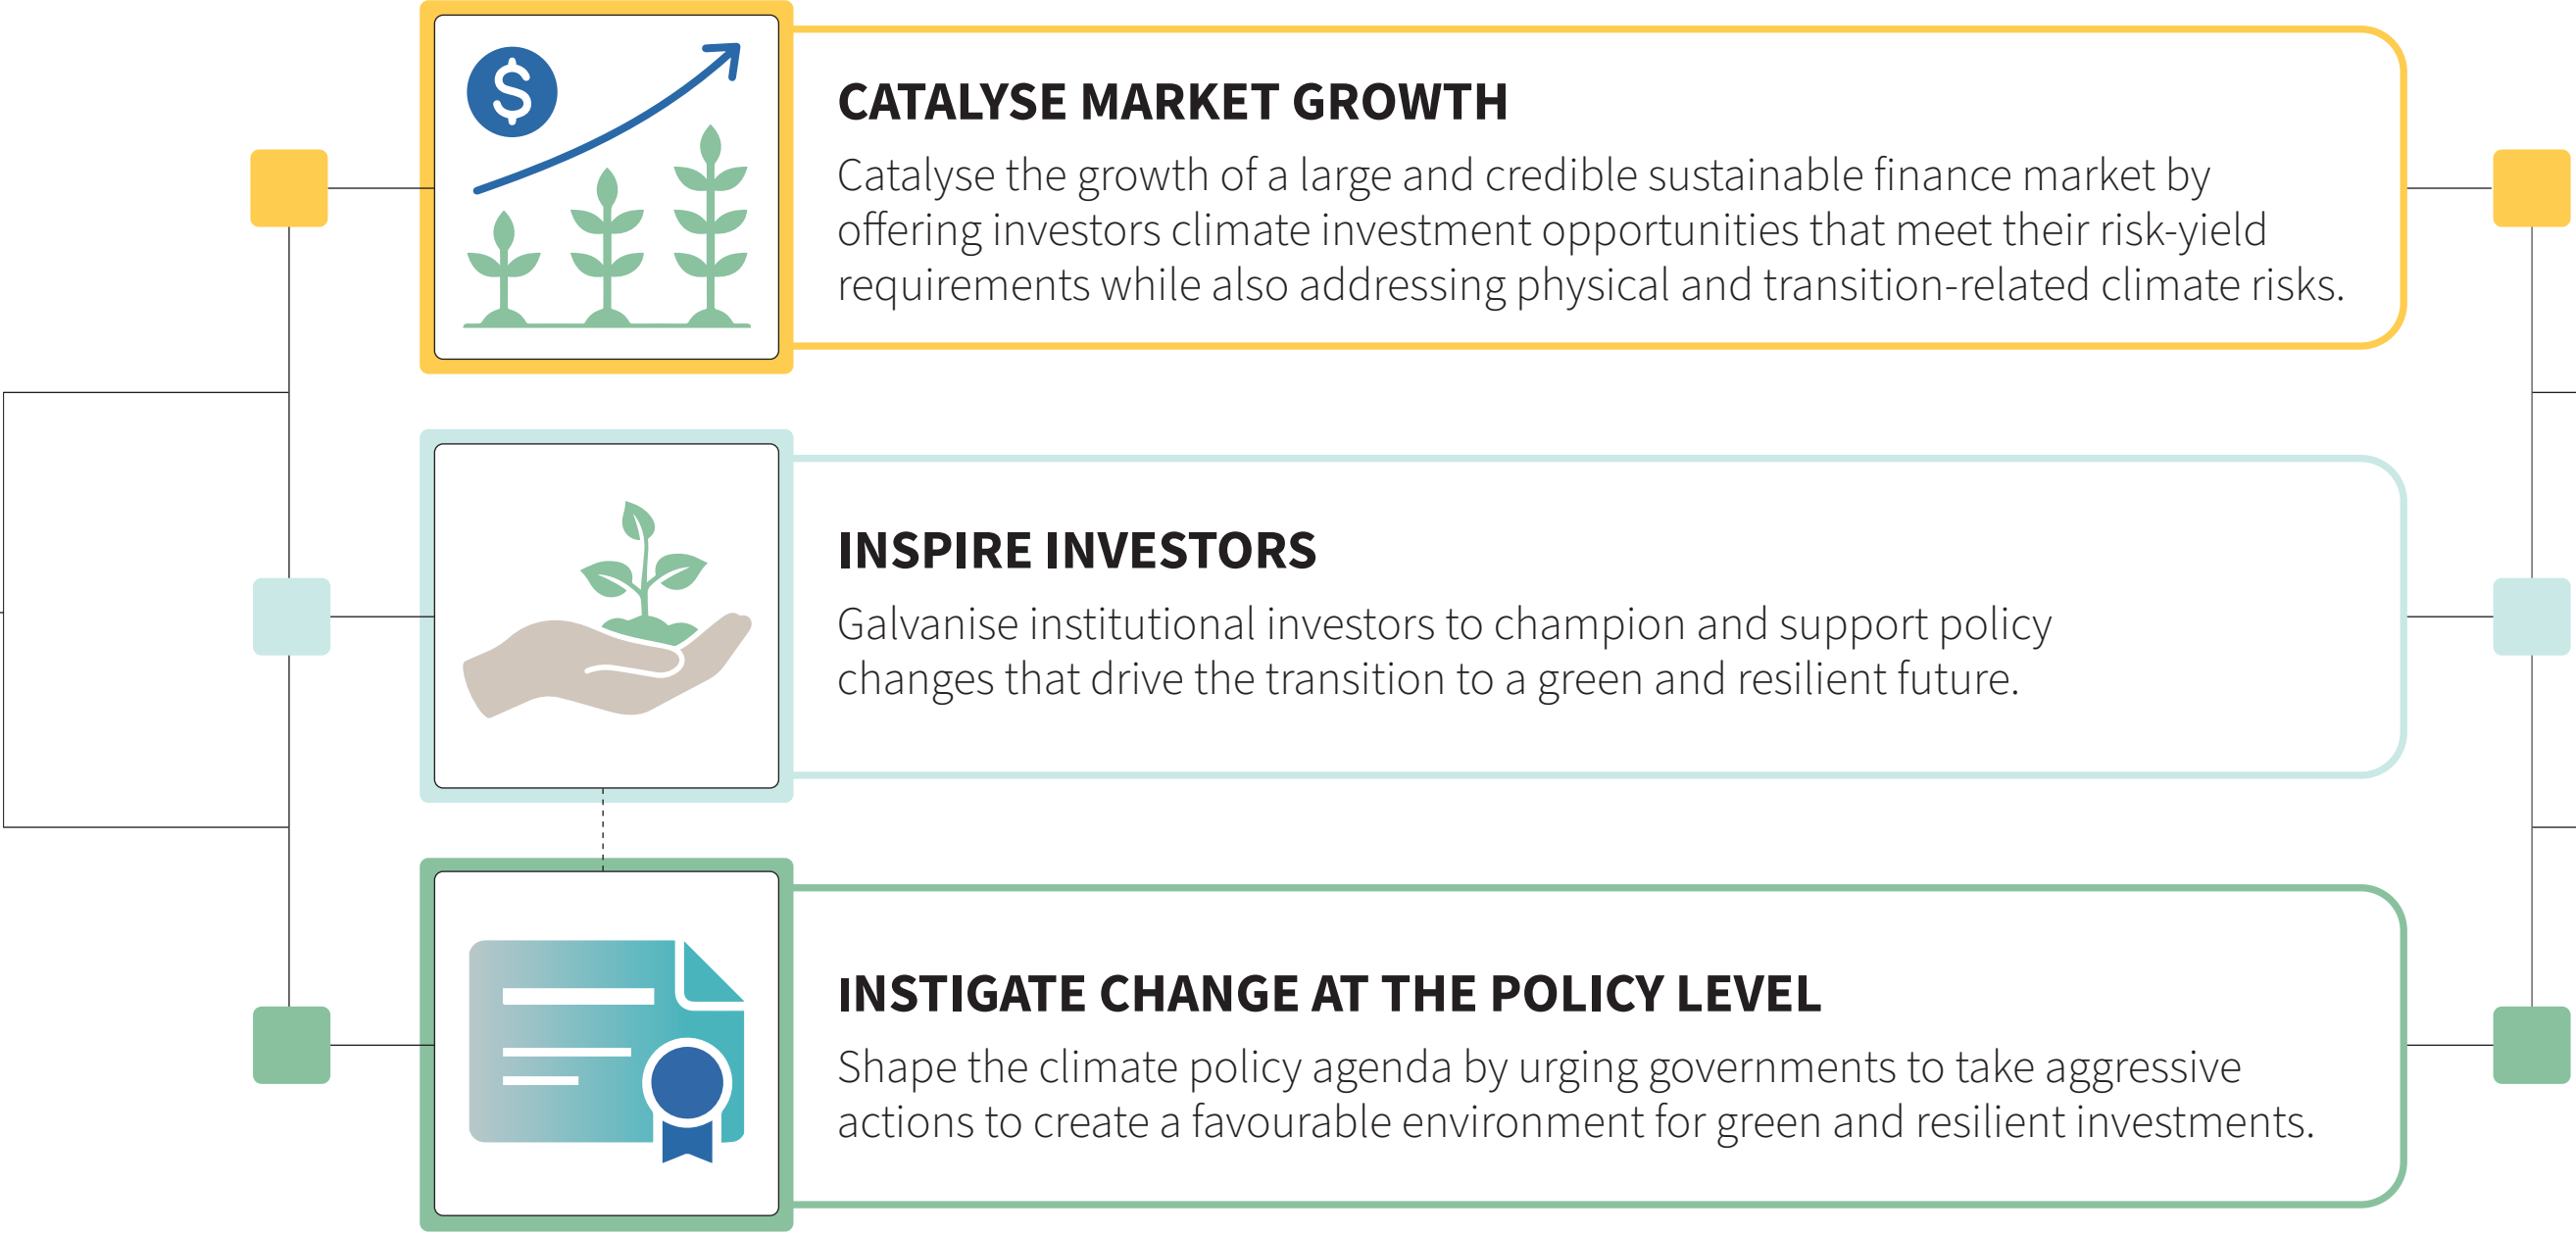 $
CATALYSE MARKET GROWTH
Catalyse the growth of a large and credible sustainable finance market by
offering investors climate investment opportunities that meet their risk-yield
requirements while also addressing physical and transition-related climate risks.
INSPIRE INVESTORS
Galvanise institutional investors to champion and support policy
changes that drive the transition to a green and resilient future.
INSTIGATE CHANGE AT THE POLICY LEVEL
Shape the climate policy agenda by urging governments to take aggressive
actions to create a favourable environment for green and resilient investments.